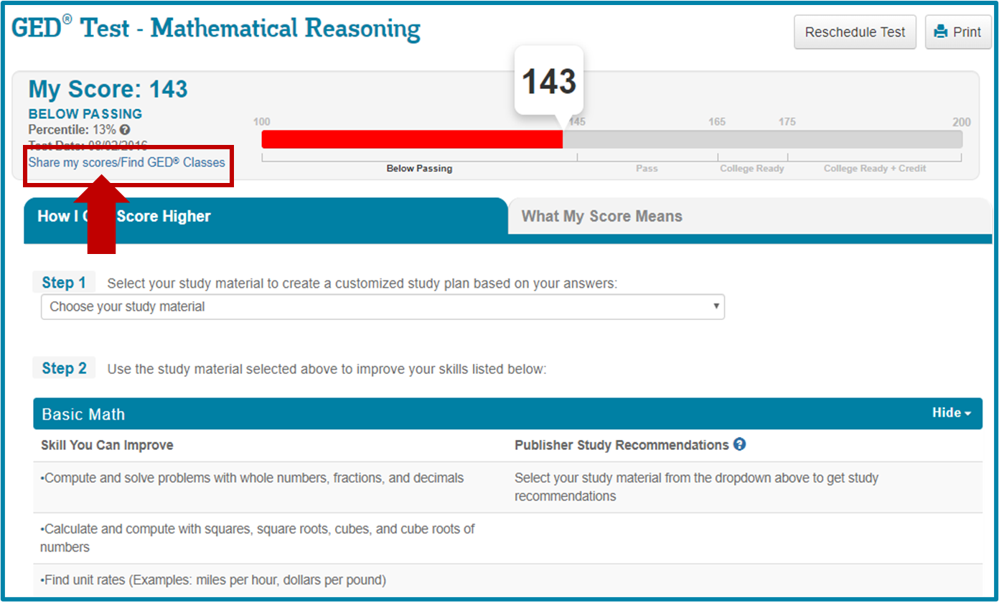 GED® Test - Mathematical Reasoning
Reschedule Test
Print
My Score: 143
143
BELOW PASSING
Percentile: 13%
Test Date: 08/02/2016
Share my scores/Find GED® Classes
100
145
165
175
200
Below Passing
Pass
College Ready
College Ready + Credit
How I Score Higher
What My Score Means
Step 1 Select your study material to create a customized study plan based on your answers:
Choose your study material
Step 2 Use the study material selected above to improve your skills listed below:
Basic Math
Hide
Skill You Can Improve
Publisher Study Recommendations
•Compute and solve problems with whole numbers, fractions, and decimals
Select your study material from the dropdown above to get study
recommendations
•Calculate and compute with squares, square roots, cubes, and cube roots of
numbers
•Find unit rates (Examples: miles per hour, dollars per pound)